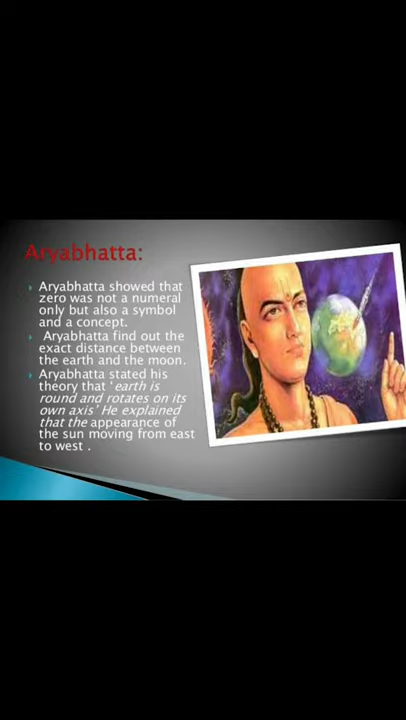 Aryabhatta:
Aryabhatta showed that
zero was not a numeral
only but also a symbol
and a concept.
Aryabhatta find out the
exact distance between
the earth and the moon.
Aryabhatta stated his
theory that 'earth is
round and rotates on its
own axis' He explained
that the appearance of
the sun moving from east
to west .